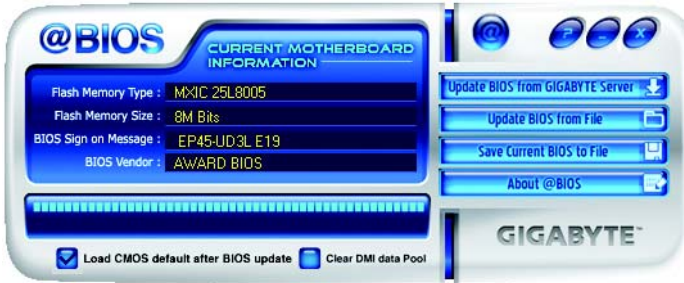 @BIOS
CURRENT MOTHERBOARD
INFORMATION
Flash Memory Type : MXIC 25L8005
Flash Memory Size : 8M Bits
BIOS Sign on Message : EP45-UD3L E19
BIOS Vendor : AWARD BIOS
Load CMOS default after BIOS update
Clear DMI data Pool
@ ? _ X
Update BIOS from GIGABYTE Server
Update BIOS from File
Save Current BIOS to File
About @BIOS
GIGABYTE™